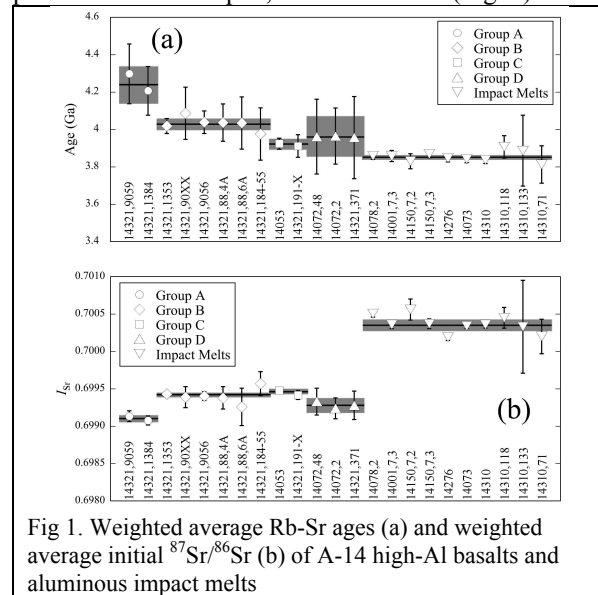 4.6
4.4
4.2
4.0
3.8
3.6
3.4
Age (Ga)
(a)
Group A
Group B
Group C
Group D
Impact Melts
14321,9059
14321,1384
14321,1353
14321,90XX
14321,9056
14321,88,4A
14321,88,6A
14321,184-55
14053
14321,191-X
14072,48
14072,2
14321,371
14078,2
14001,7,3
14150,7,2
14150,7,3
14276
14073
14310
14310,118
14310,133
14310,71
0.7010
0.7005
0.7000
0.6995
0.6990
0.6985
0.6980
I Sr
Group A
Group B
Group C
Group D
Impact Melts
(b)
14321,9059
14321,1384
14321,1353
14321,90XX
14321,9056
14321,88,4A
14321,88,6A
14321,184-55
14053
14321,191-X
14072,48
14072,2
14321,371
14078,2
14001,7,3
14150,7,2
14150,7,3
14276
14073
14310
14310,118
14310,133
14310,71
Fig 1. Weighted average Rb-Sr ages (a) and weighted
average initial ⁸⁷Sr/⁸⁶Sr (b) of A-14 high-Al basalts and
aluminous impact melts